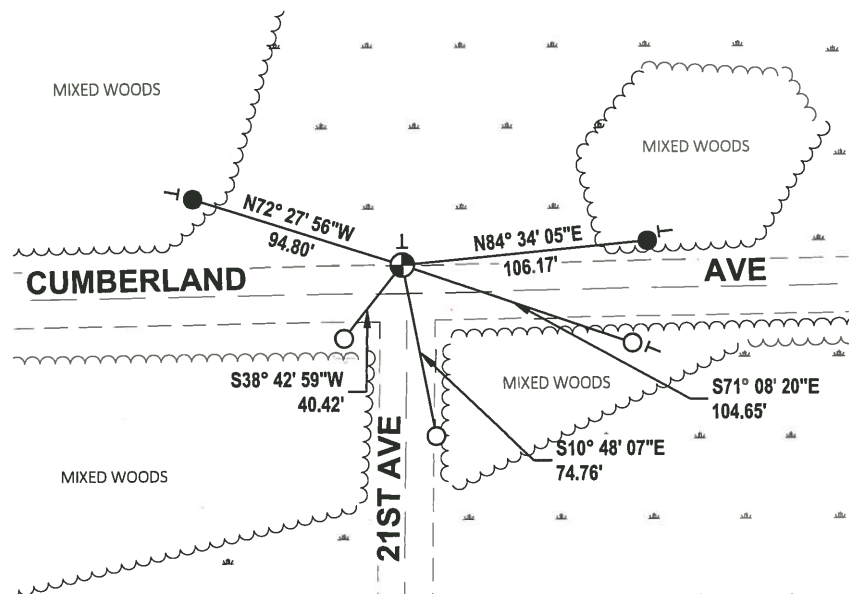 MIXED WOODS
MIXED WOODS
N72° 27' 56"W
94.80'
N84° 34' 05"E
106.17'
CUMBERLAND
AVE
S38° 42' 59"W
40.42'
MIXED WOODS
S71° 08' 20"E
104.65'
S10° 48' 07"E
74.76'
MIXED WOODS
21ST AVE